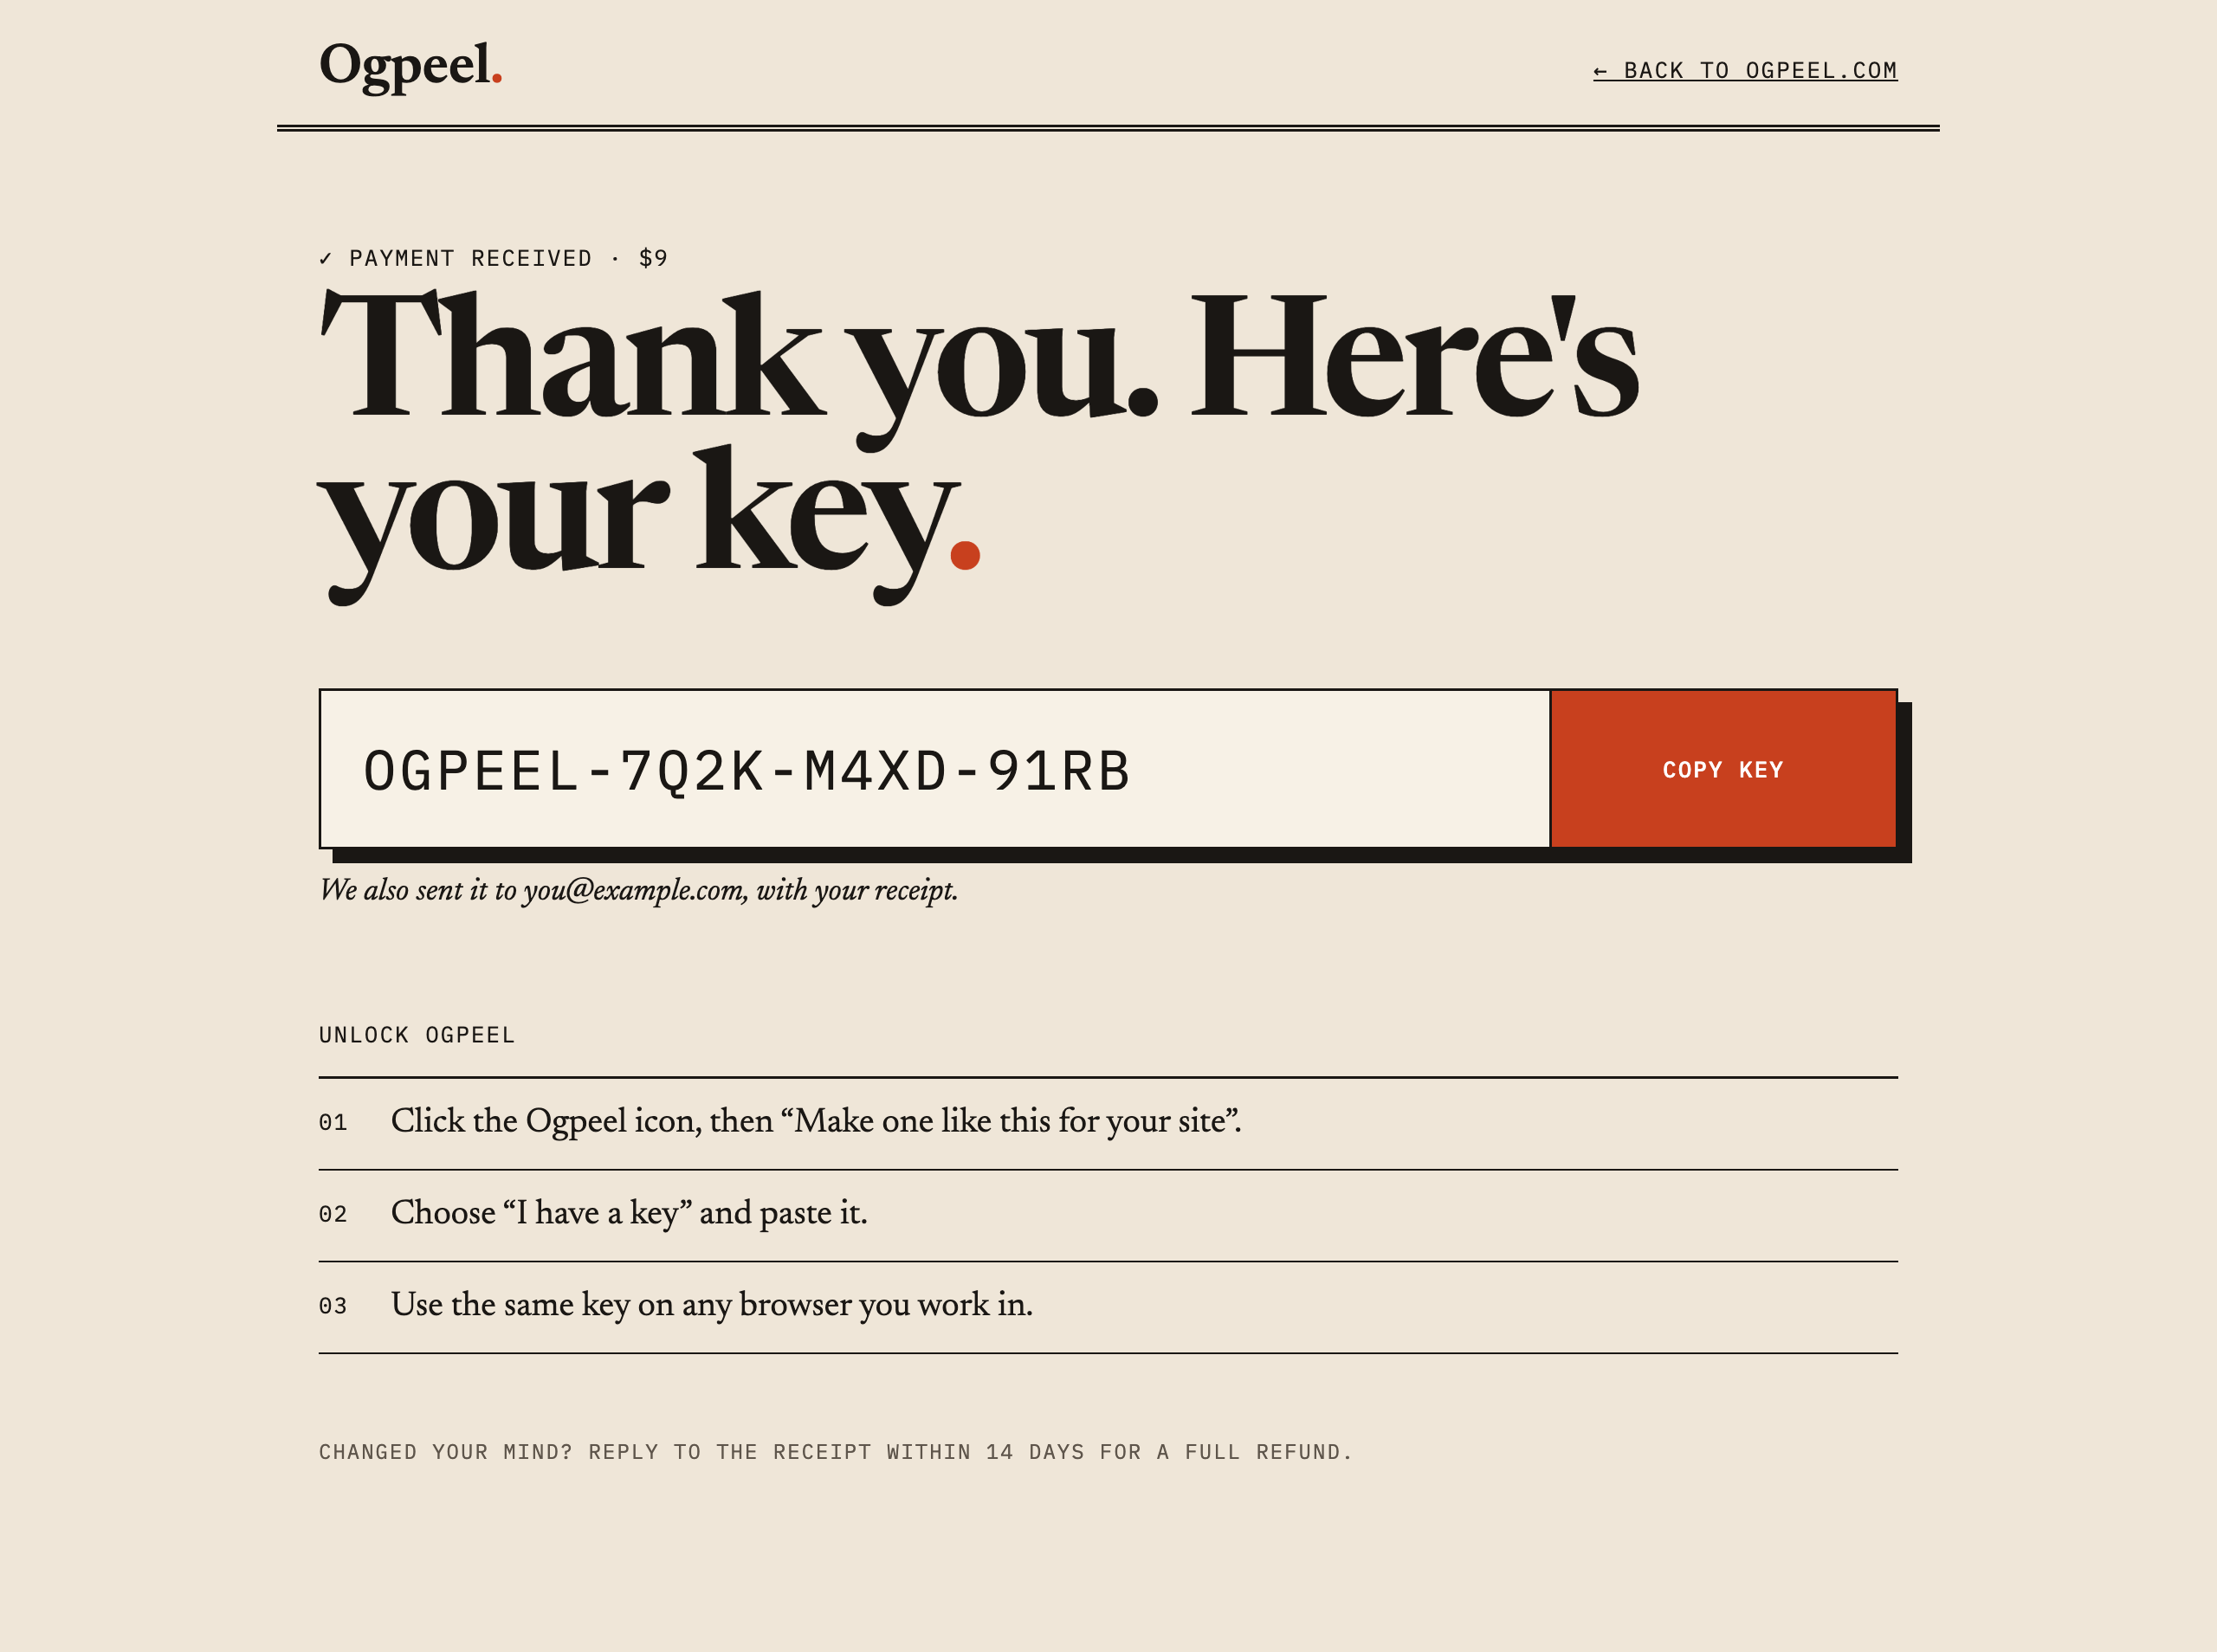 Ogpeel.
← BACK TO OGPEEL.COM
✓ PAYMENT RECEIVED · $9
Thank you. Here's
your key.
OGPEEL-7Q2K-M4XD-91RB
COPY KEY
We also sent it to you@example.com, with your receipt.
UNLOCK OGPEEL
01 Click the Ogpeel icon, then “Make one like this for your site”.
02 Choose “I have a key” and paste it.
03 Use the same key on any browser you work in.
CHANGED YOUR MIND? REPLY TO THE RECEIPT WITHIN 14 DAYS FOR A FULL REFUND.